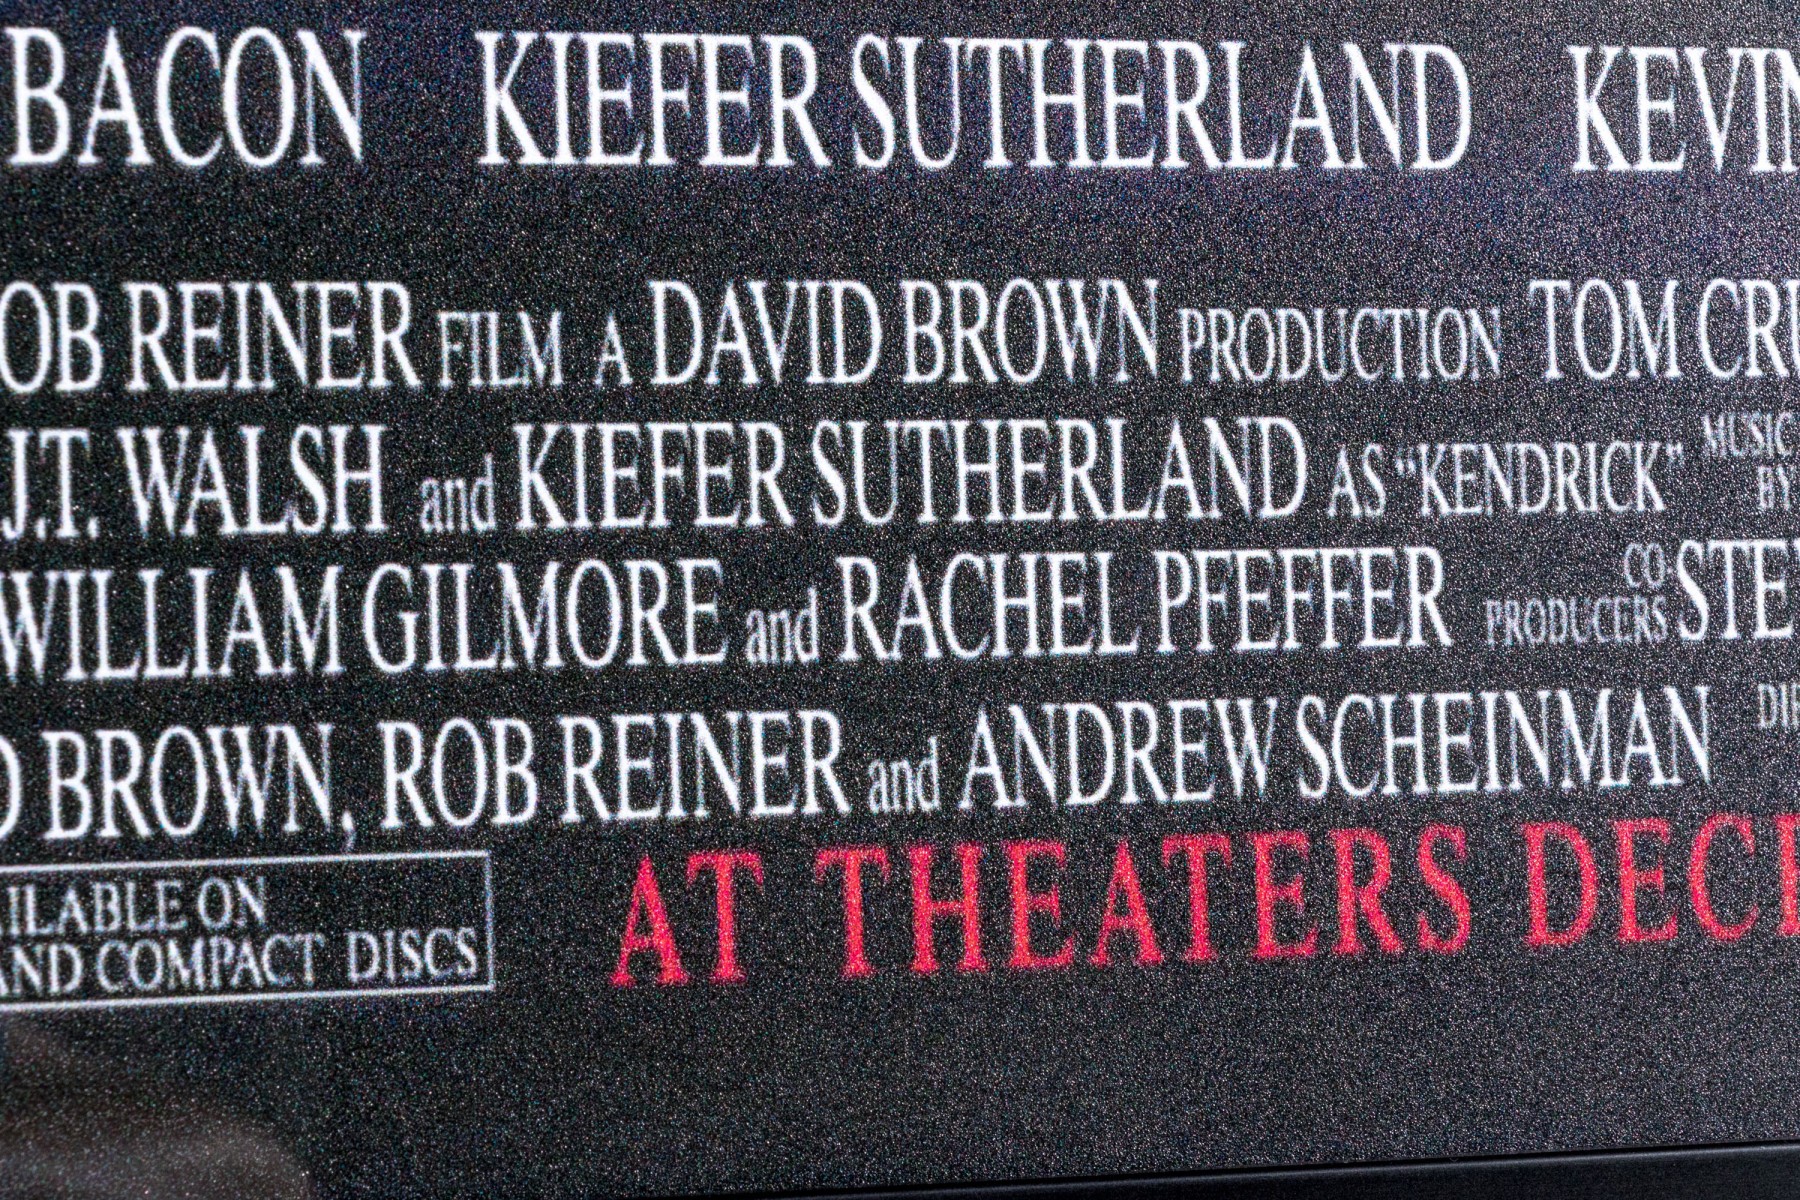 BACON KIEFER SUTHERLAND KEVIN
OB REINER FILM A DAVID BROWN PRODUCTION TOM CRU
J.T. WALSH and KIEFER SUTHERLAND AS "KENDRICK" MUSIC BY
WILLIAM GILMORE and RACHEL PFEFFER CO-PRODUCERS STE
D BROWN, ROB REINER and ANDREW SCHEINMAN DI
ILABLE ON
AND COMPACT DISCS
AT THEATERS DECE